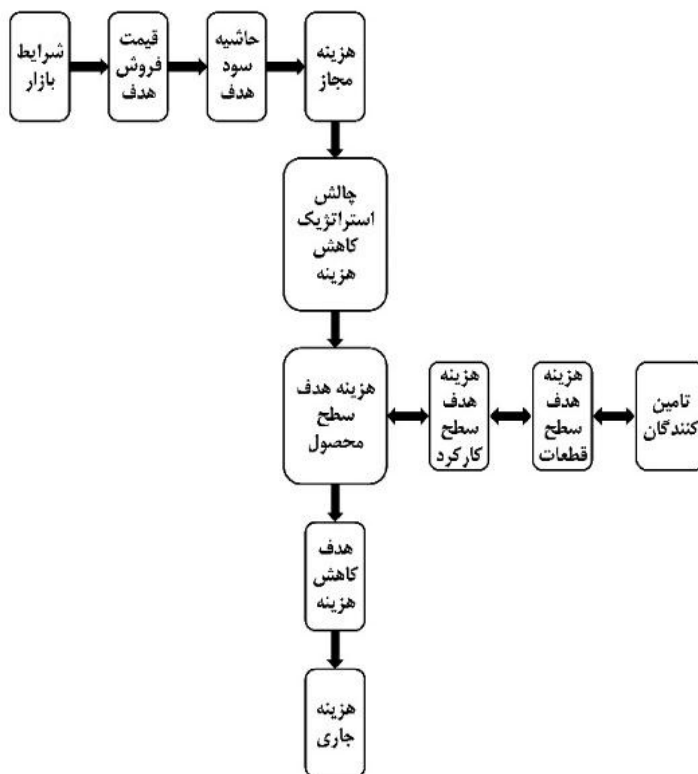 شرایط
بازار
قیمت
فروش
هدف
حاشیه
سود
هدف
هزینه
مجاز
چالش
استراتژیک
کاهش
هزینه
هزینه هدف
سطح
محصول
هزینه
هدف
سطح
کارکرد
هزینه
هدف
سطح
قطعات
تامین
کنندگان
هدف
کاهش
هزینه
هزینه
جاری